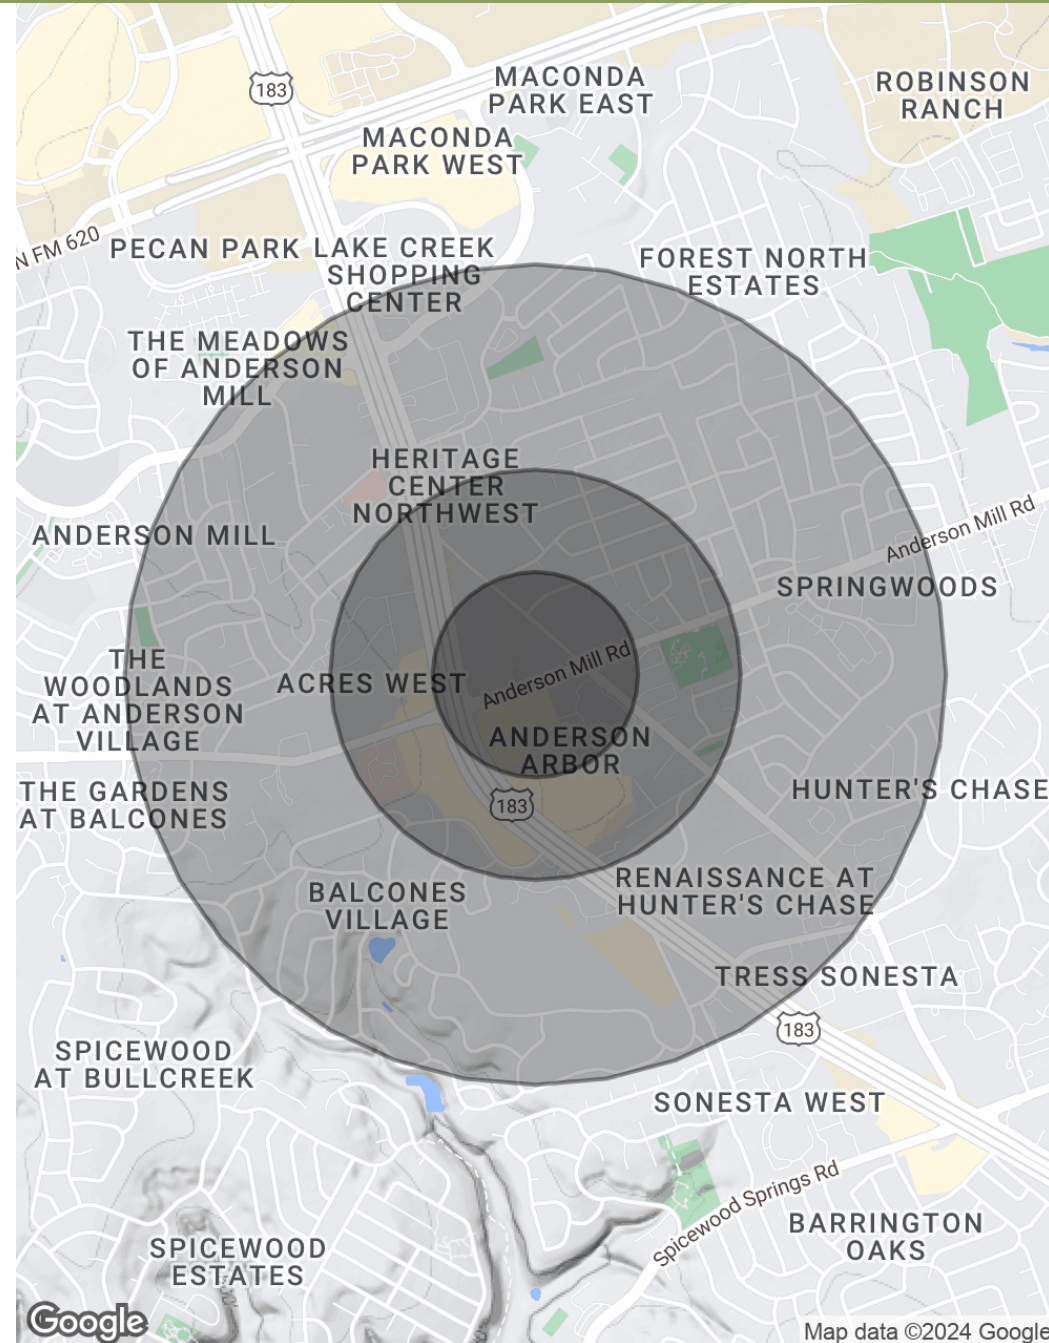 183
MACONDA
PARK EAST
ROBINSON
RANCH
MACONDA
PARK WEST
N FM 620
PECAN PARK
LAKE CREEK
SHOPPING
CENTER
FOREST NORTH
ESTATES
THE MEADOWS
OF ANDERSON
MILL
HERITAGE
CENTER
NORTHWEST
ANDERSON MILL
Anderson Mill Rd
SPRINGWOODS
THE
WOODLANDS
AT ANDERSON
VILLAGE
ACRES WEST
Anderson Mill Rd
ANDERSON
ARBOR
THE GARDENS
AT BALCONES
183
HUNTER'S CHASE
BALCONES
VILLAGE
RENAISSANCE AT
HUNTER'S CHASE
TRESS SONESTA
183
SPICEWOOD
AT BULLCREEK
SONESTA WEST
Spicewood Springs Rd
BARRINGTON
OAKS
SPICEWOOD
ESTATES
Google
Map data ©2024 Google